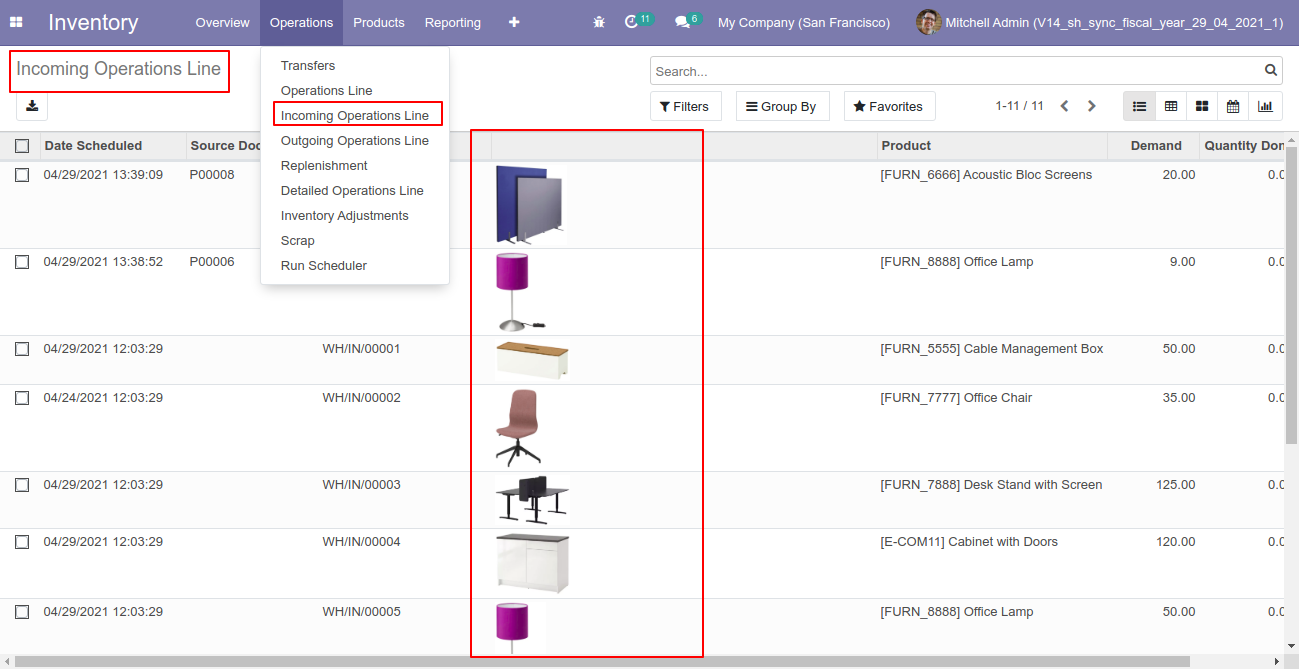 Inventory Overview Operations Products Reporting + 11 6 My Company (San Francisco) Mitchell Admin (V14_sh_sync_fiscal_year_29_04_2021_1)
Incoming Operations Line
Search...
Filters Group By Favorites 1-11 / 11
Transfers
Operations Line
Incoming Operations Line
Outgoing Operations Line
Replenishment
Detailed Operations Line
Inventory Adjustments
Scrap
Run Scheduler
Date Scheduled Source Doc Product Demand Quantity Don
04/29/2021 13:39:09 P00008 [FURN_6666] Acoustic Bloc Screens 20.00 0.0
04/29/2021 13:38:52 P00006 [FURN_8888] Office Lamp 9.00 0.0
04/29/2021 12:03:29 WH/IN/00001 [FURN_5555] Cable Management Box 50.00 0.0
04/24/2021 12:03:29 WH/IN/00002 [FURN_7777] Office Chair 35.00 0.0
04/29/2021 12:03:29 WH/IN/00003 [FURN_7888] Desk Stand with Screen 125.00 0.0
04/29/2021 12:03:29 WH/IN/00004 [E-COM11] Cabinet with Doors 120.00 0.0
04/29/2021 12:03:29 WH/IN/00005 [FURN_8888] Office Lamp 50.00 0.0